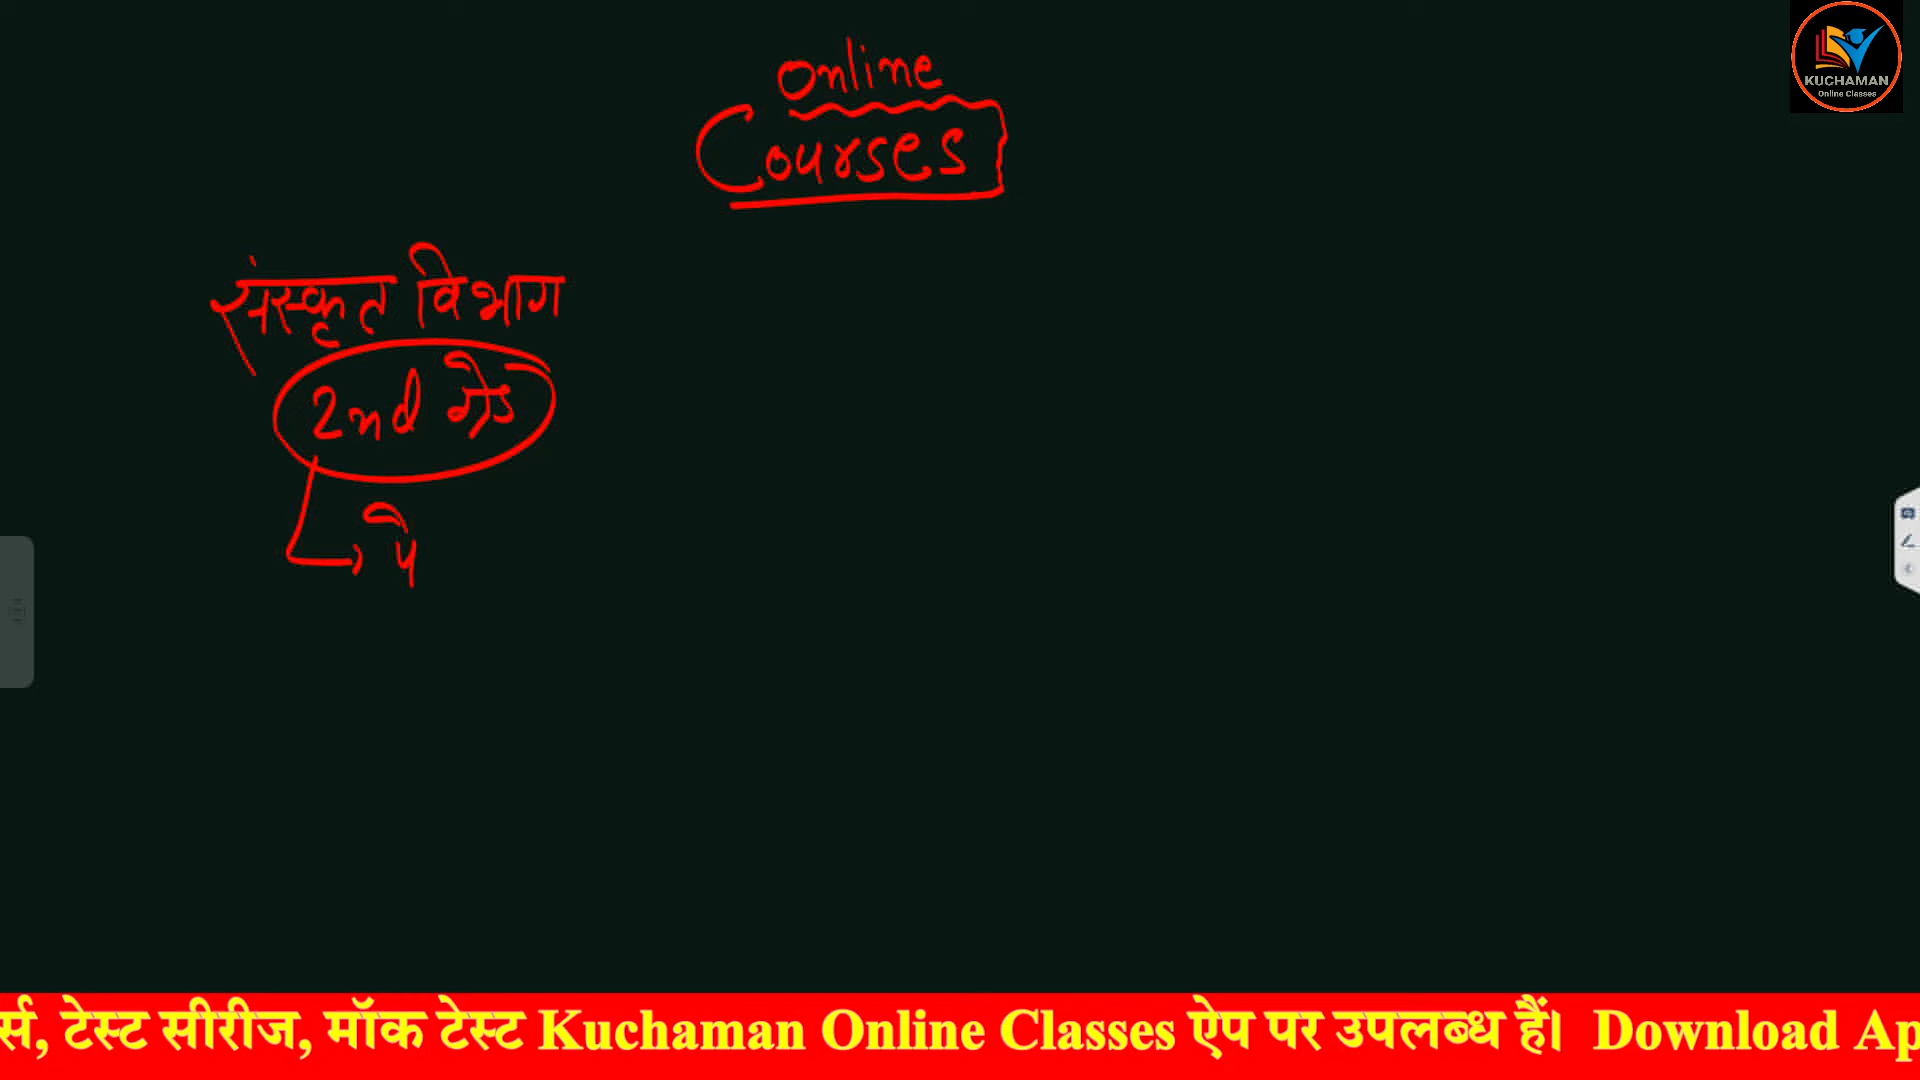 Online
Courses
KUCHAMAN
Online Classes
संस्कृत विभाग
2nd ग्रेड
पे
र्स, टेस्ट सीरीज, मॉक टेस्ट Kuchaman Online Classes ऐप पर उपलब्ध हैं। Download Ap